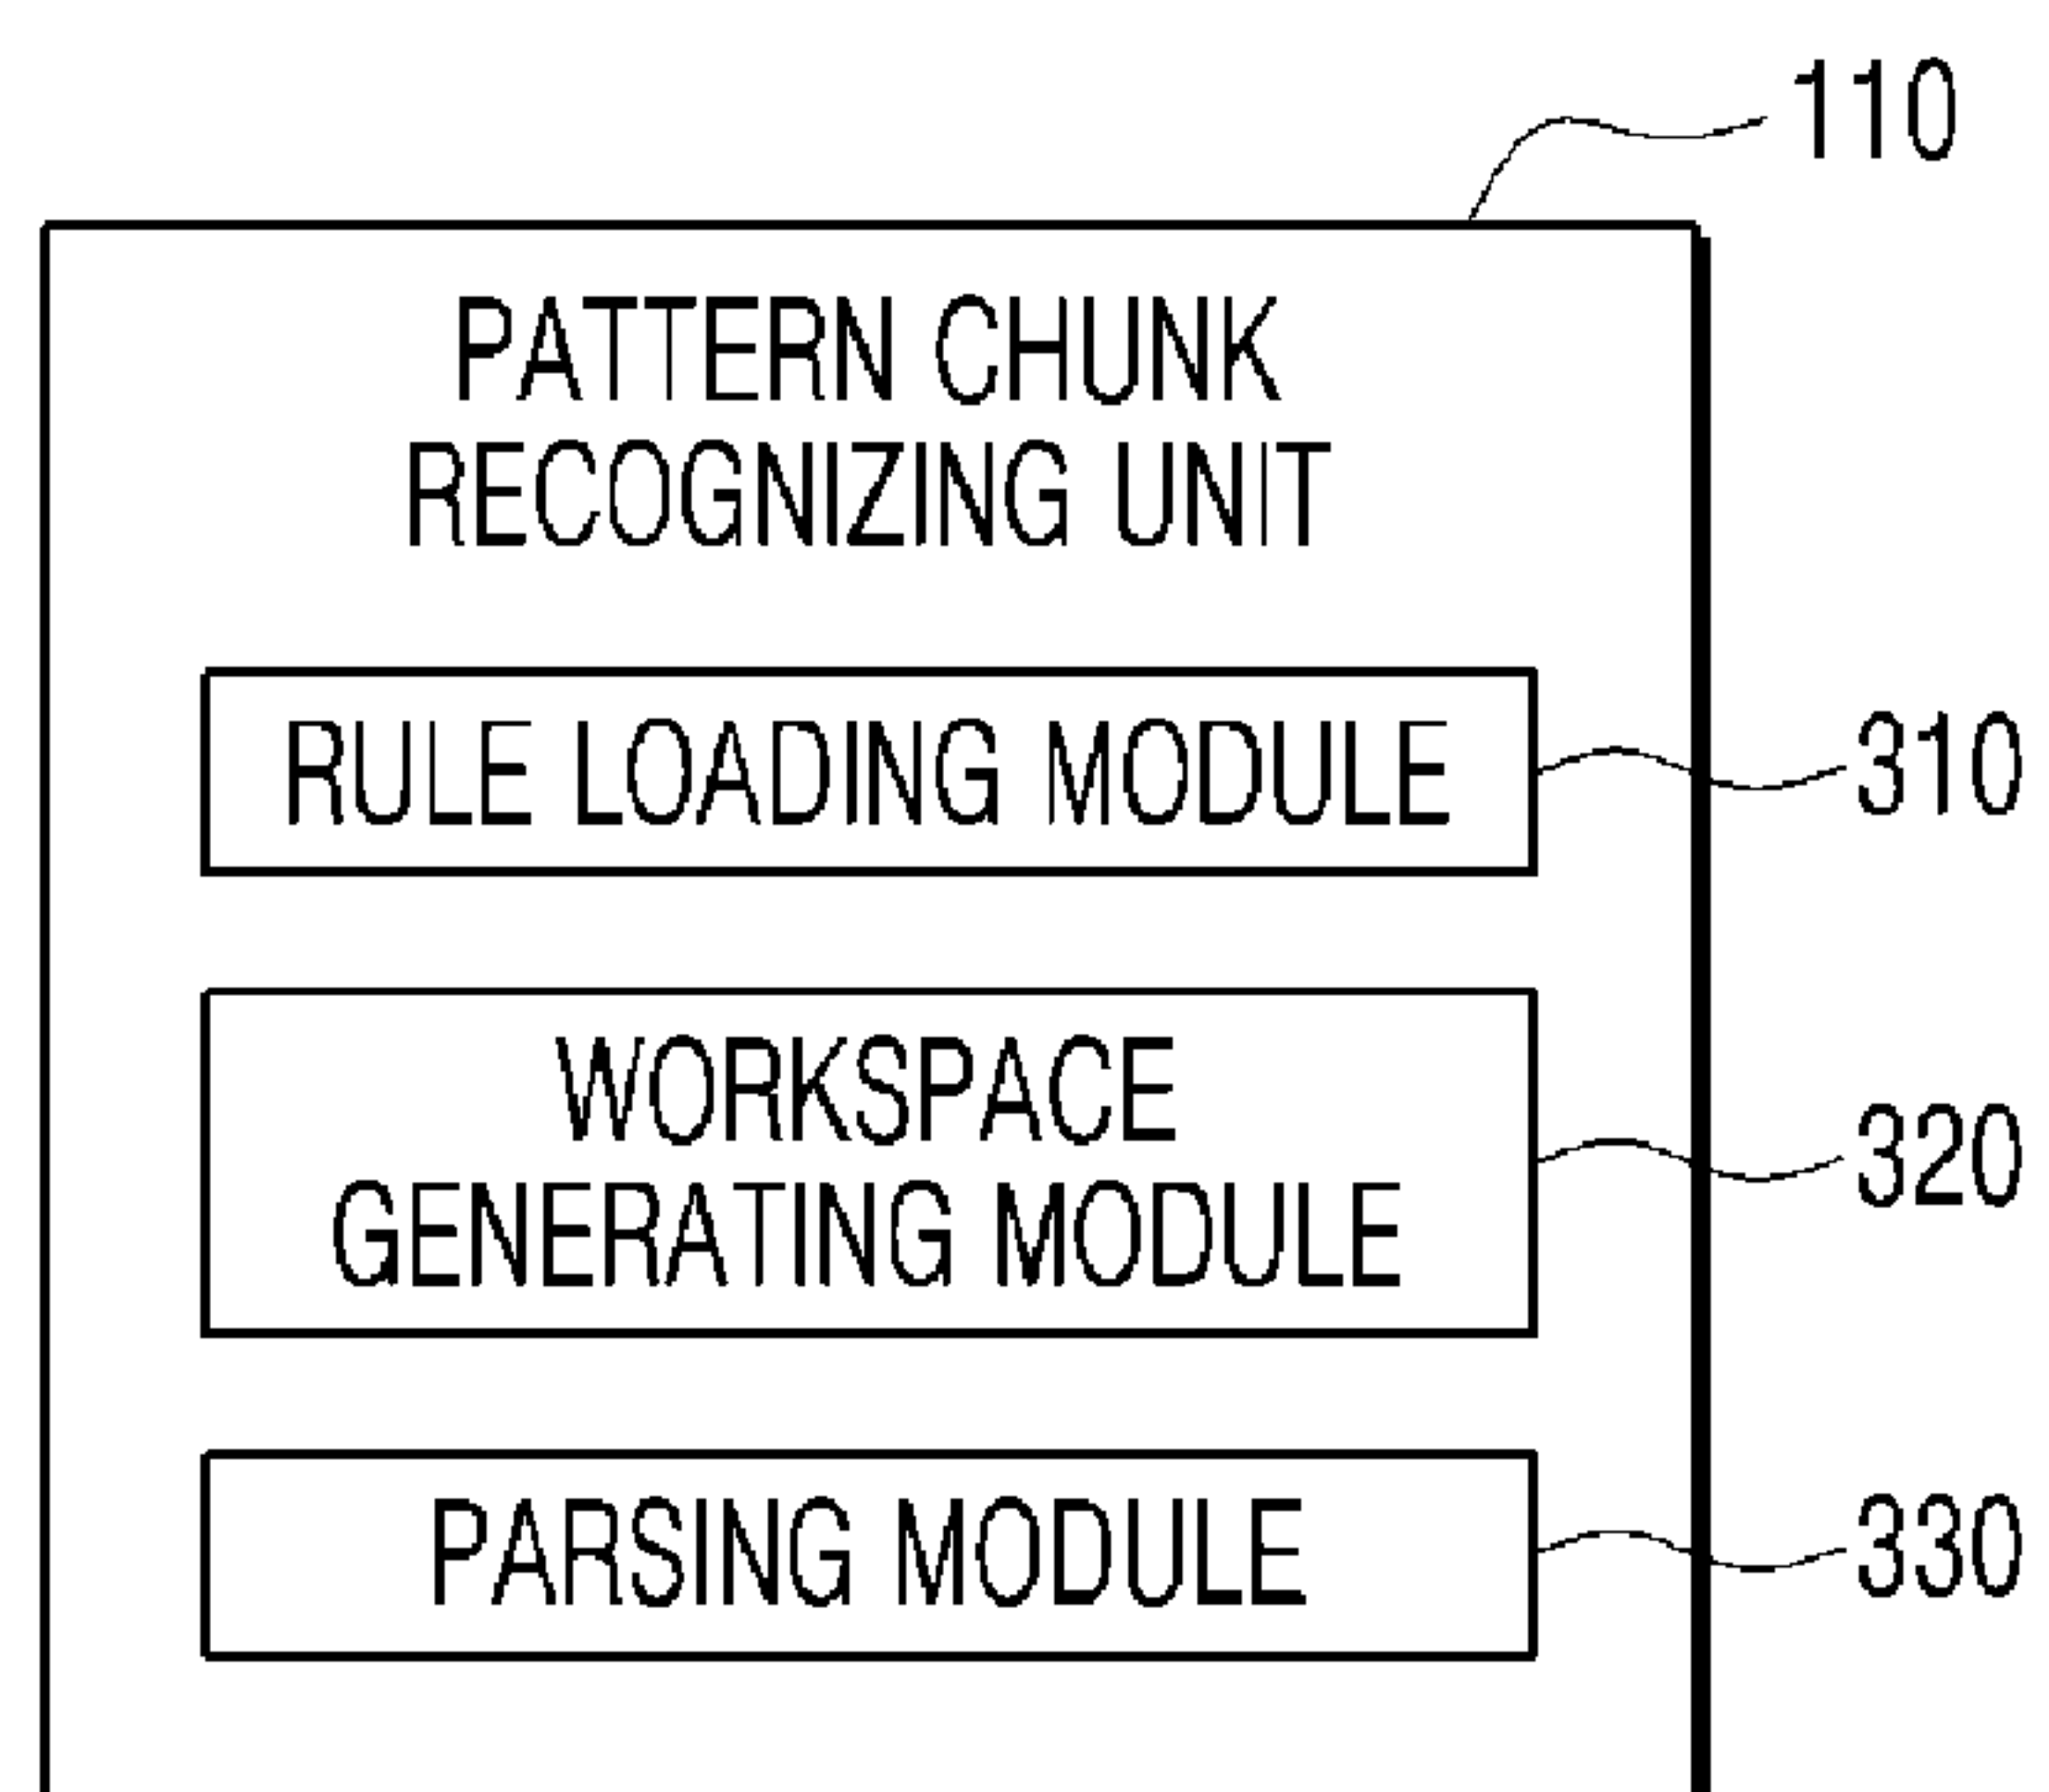 110
PATTERN CHUNK
RECOGNIZING UNIT
RULE LOADING MODULE
310
WORKSPACE
GENERATING MODULE
320
PARSING MODULE
330